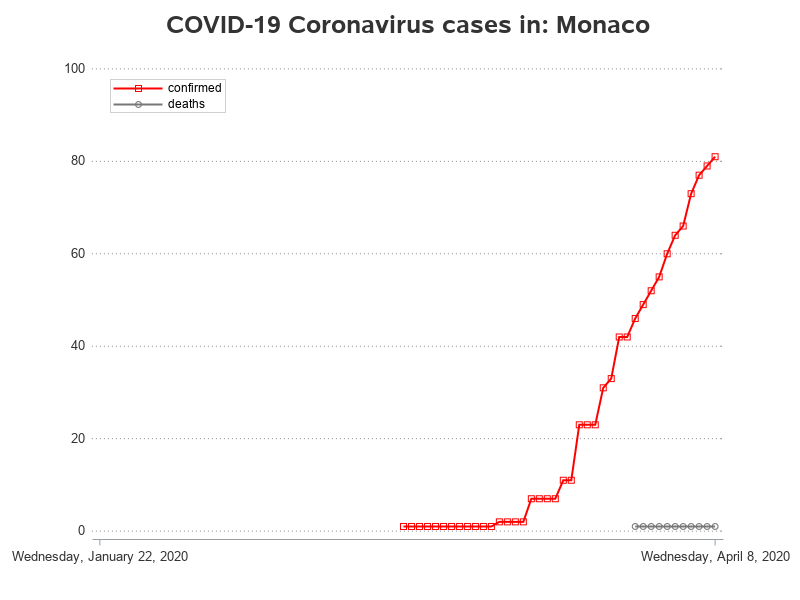 COVID-19 Coronavirus cases in: Monaco
100
confirmed
deaths
80
60
40
20
0
Wednesday, January 22, 2020
Wednesday, April 8, 2020